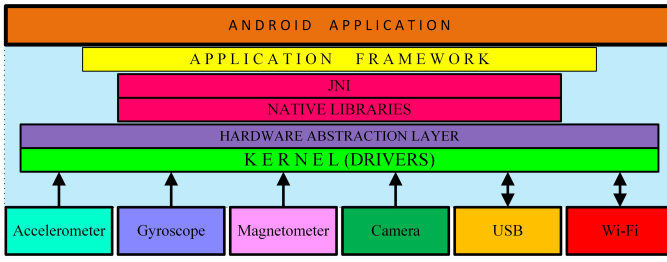 ANDROID APPLICATION
APPLICATION FRAMEWORK
JNI
NATIVE LIBRARIES
HARDWARE ABSTRACTION LAYER
KERNEL (DRIVERS)
Accelerometer Gyroscope Magnetometer Camera USB Wi-Fi